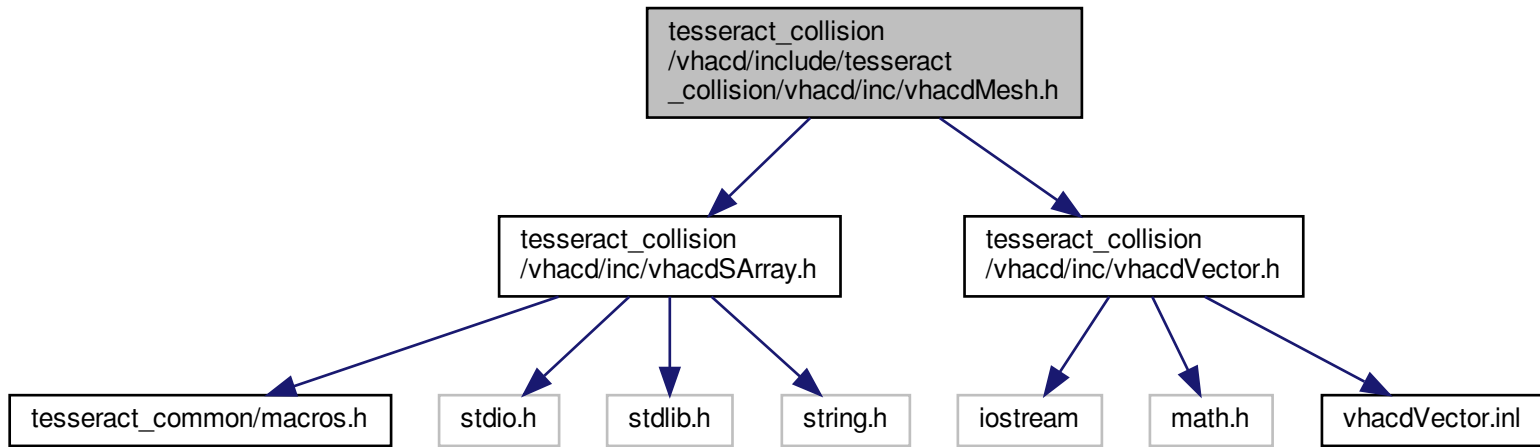 tesseract_collision
/vhacd/include/tesseract
_collision/vhacd/inc/vhacdMesh.h
tesseract_collision
/vhacd/inc/vhacdSArray.h
tesseract_collision
/vhacd/inc/vhacdVector.h
tesseract_common/macros.h
stdio.h
stdlib.h
string.h
iostream
math.h
vhacdVector.inl